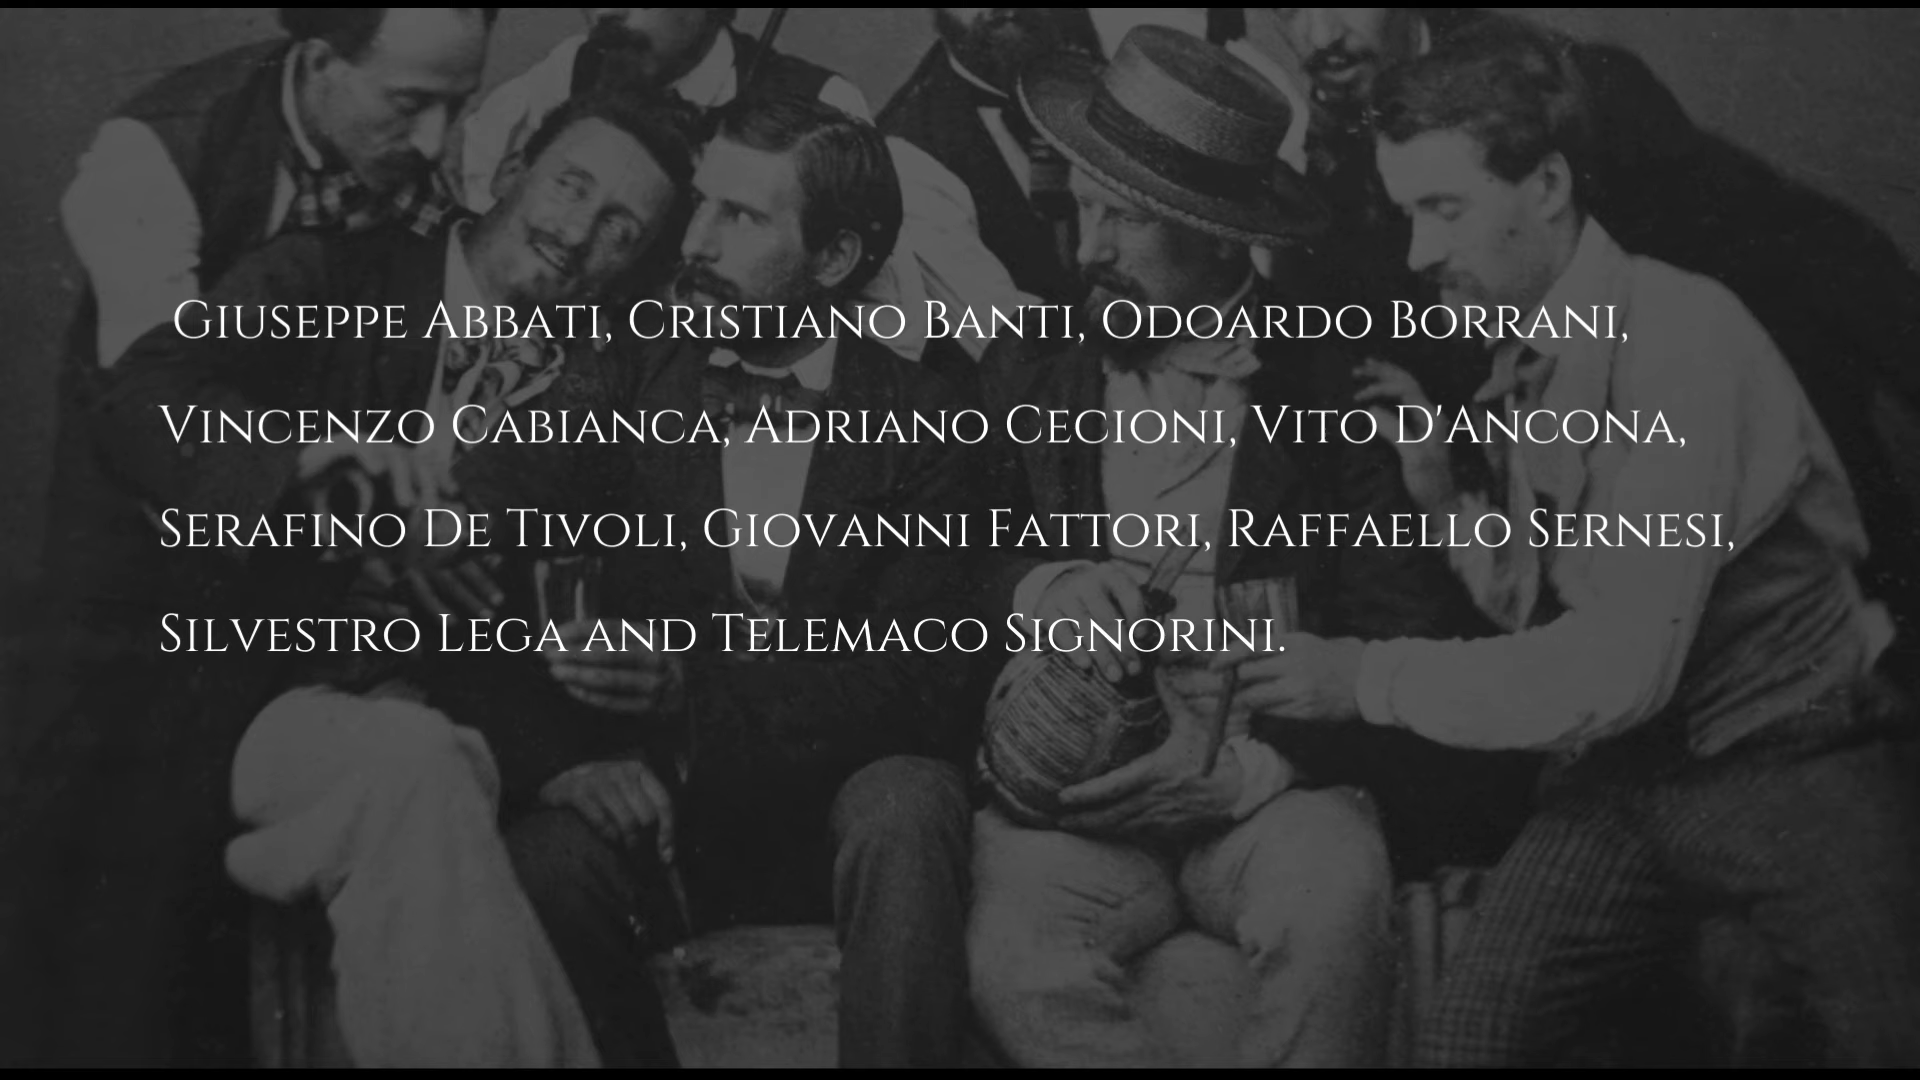 Giuseppe Abbati, Cristiano Banti, Odoardo Borrani,
Vincenzo Cabianca, Adriano Cecioni, Vito D'Ancona,
Serafino De Tivoli, Giovanni Fattori, Raffaello Sernesi,
Silvestro Lega and Telemaco Signorini.